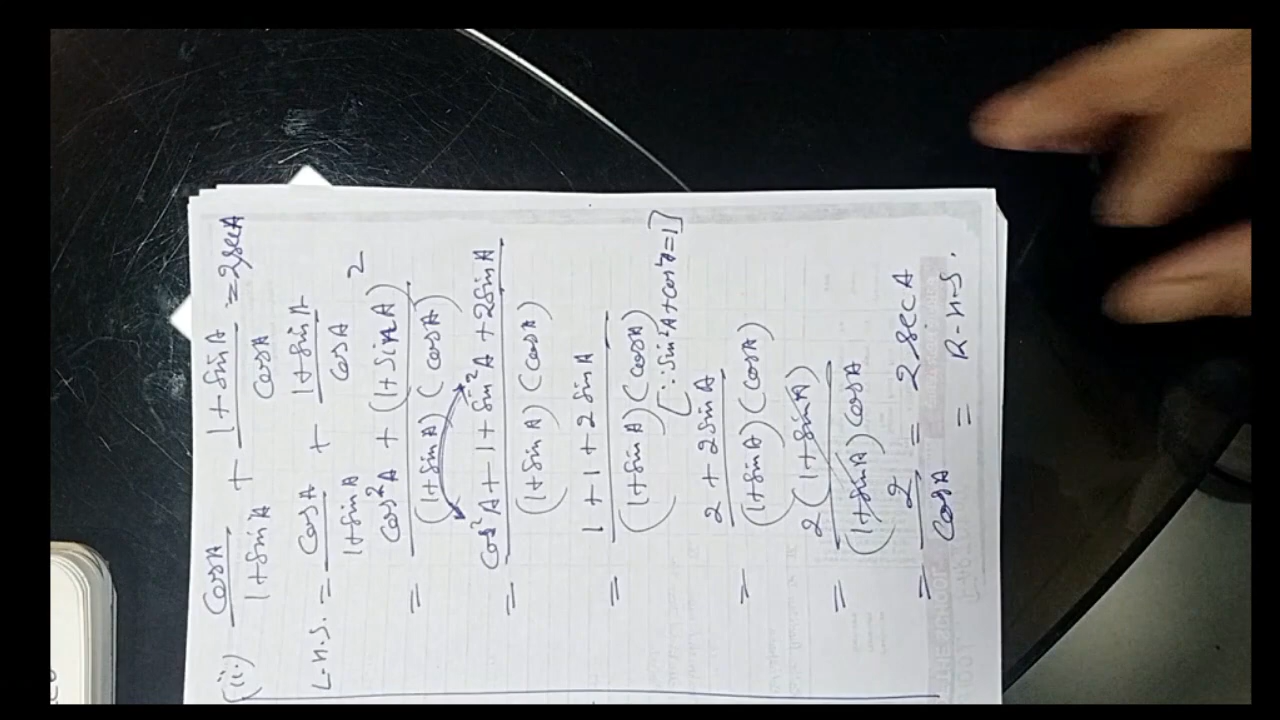 (ii) cosA/1+sinA + 1+sinA/cosA = 2secA
L.H.S. = cosA/1+sinA + 1+sinA/cosA
= cos²A + (1+sinA)²/(1+sinA)(cosA)
= cos²A + 1 + sin²A + 2sinA/(1+sinA)(cosA)
= 1+1+2sinA/(1+sinA)(cosA)
[∵ sin²A+cos²A=1]
= 2+2sinA/(1+sinA)(cosA)
= 2(1+sinA)/(1+sinA)cosA
= 2/cosA = 2secA
= R.H.S.